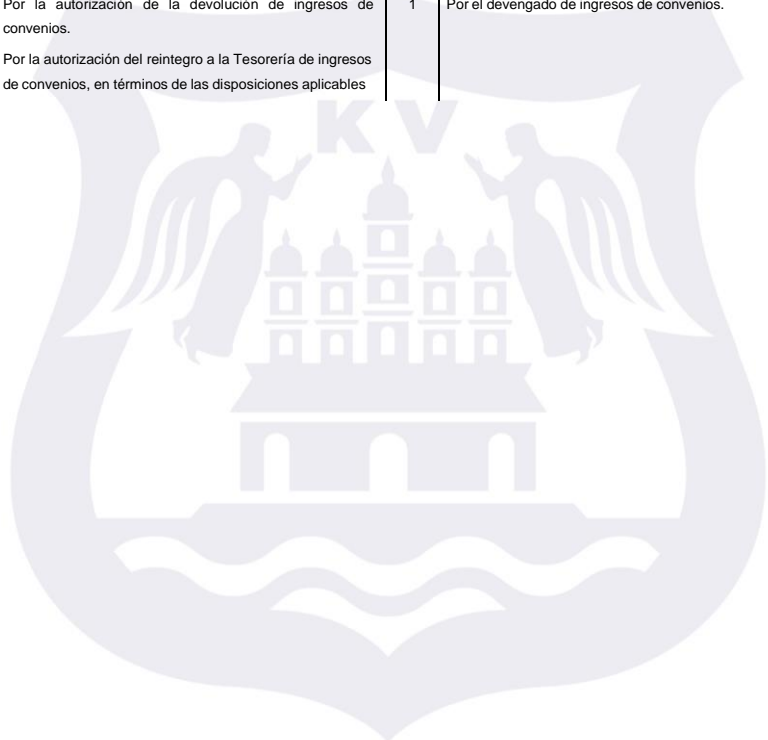 Por la autorización de la devolución de ingresos de
convenios.
Por la autorización del reintegro a la Tesorería de ingresos
de convenios, en términos de las disposiciones aplicables
1
Por el devengado de ingresos de convenios.
K V